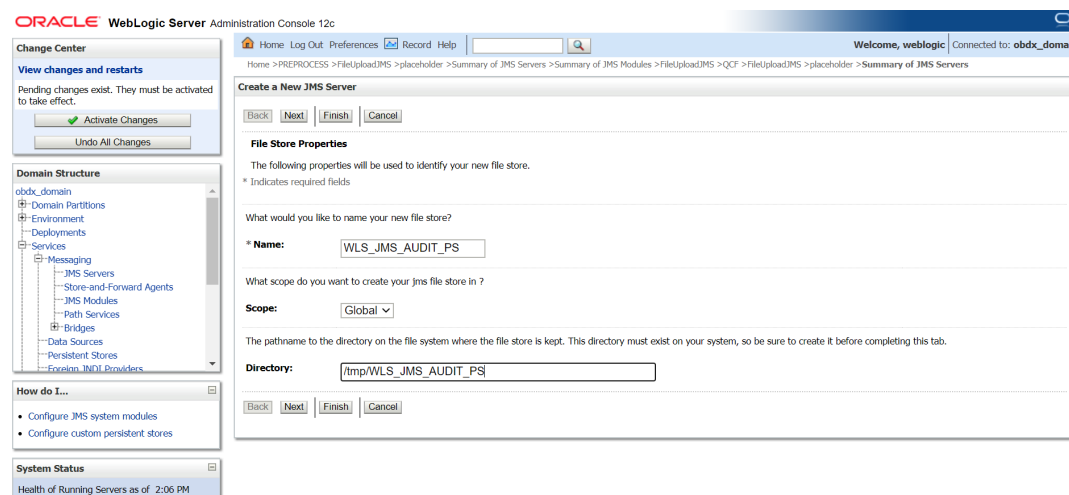 ORACLE WebLogic Server Administration Console 12c
Change Center
View changes and restarts
Pending changes exist. They must be activated
to take effect.
Activate Changes
Undo All Changes
Domain Structure
obdx_domain
Domain Partitions
Environment
Deployments
Services
Messaging
JMS Servers
Store-and-Forward Agents
JMS Modules
Path Services
Bridges
Data Sources
Persistent Stores
Foreign JNDI Providers
How do I...
Configure JMS system modules
Configure custom persistent stores
System Status
Health of Running Servers as of 2:06 PM
Home Log Out Preferences Record Help
Welcome, weblogic Connected to: obdx_doma
Home >PREPROCESS >FileUploadJMS >placeholder >Summary of JMS Servers >Summary of JMS Modules >FileUploadJMS >QCF >FileUploadJMS >placeholder >Summary of JMS Servers
Create a New JMS Server
Back Next Finish Cancel
File Store Properties
The following properties will be used to identify your new file store.
* Indicates required fields
What would you like to name your new file store?
* Name: WLS_JMS_AUDIT_PS
What scope do you want to create your jms file store in ?
Scope: Global
The pathname to the directory on the file system where the file store is kept. This directory must exist on your system, so be sure to create it before completing this tab.
Directory: /tmp/WLS_JMS_AUDIT_PS
Back Next Finish Cancel